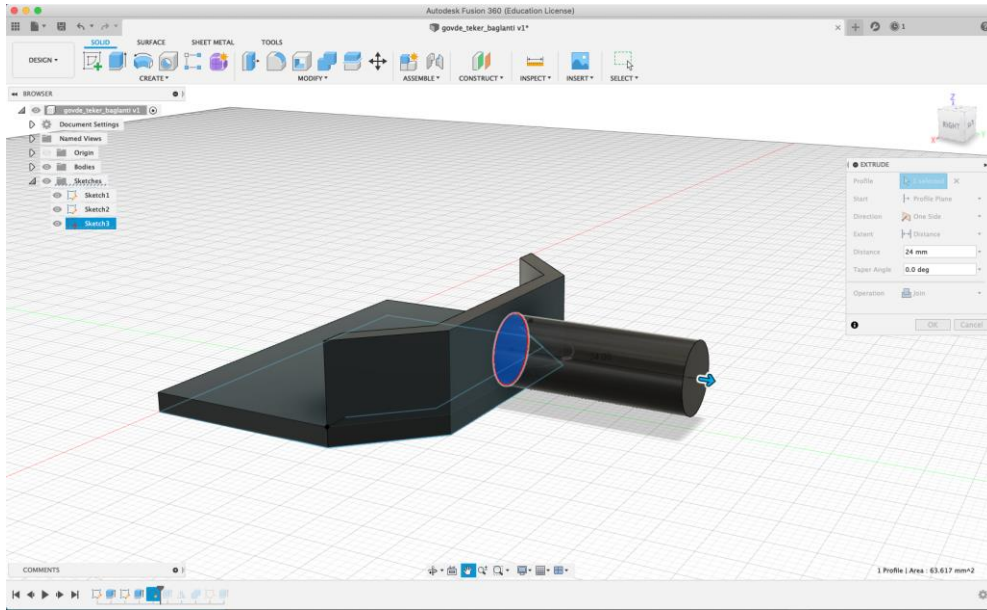 Autodesk Fusion 360 (Education License)
govde_teker_baglanti v1*
1
SOLID SURFACE SHEET METAL TOOLS
DESIGN
CREATE MODIFY ASSEMBLE CONSTRUCT INSPECT INSERT SELECT
BROWSER
govde_teker_baglanti v1
Document Settings
Named Views
Origin
Bodies
Sketches
Sketch1
Sketch2
Sketch3
Z
X
Y
EXTRUDE
Profile 1 selected
Start Profile Plane
Direction One Side
Extent Distance
Distance 24 mm
Taper Angle 0.0 deg
Operation Join
OK Cancel
COMMENTS
1 Profile | Area : 63.617 mm^2